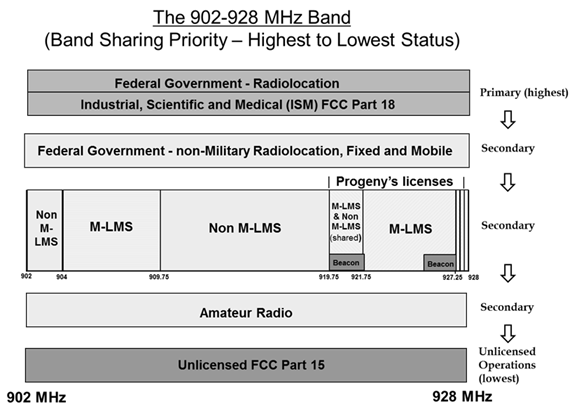 The 902-928 MHz Band
(Band Sharing Priority – Highest to Lowest Status)
Federal Government - Radiolocation
Industrial, Scientific and Medical (ISM) FCC Part 18
Primary (highest)
Federal Government - non-Military Radiolocation, Fixed and Mobile
Secondary
Progeny's licenses
Non
M-
LMS
M-LMS
Non M-LMS
M-LMS
& Non
M-LMS
(shared)
M-LMS
Secondary
Beacon
Beacon
902 904 909.75 919.75 921.75 927.25 928
Amateur Radio
Secondary
Unlicensed FCC Part 15
Unlicensed
Operations
(lowest)
902 MHz 928 MHz